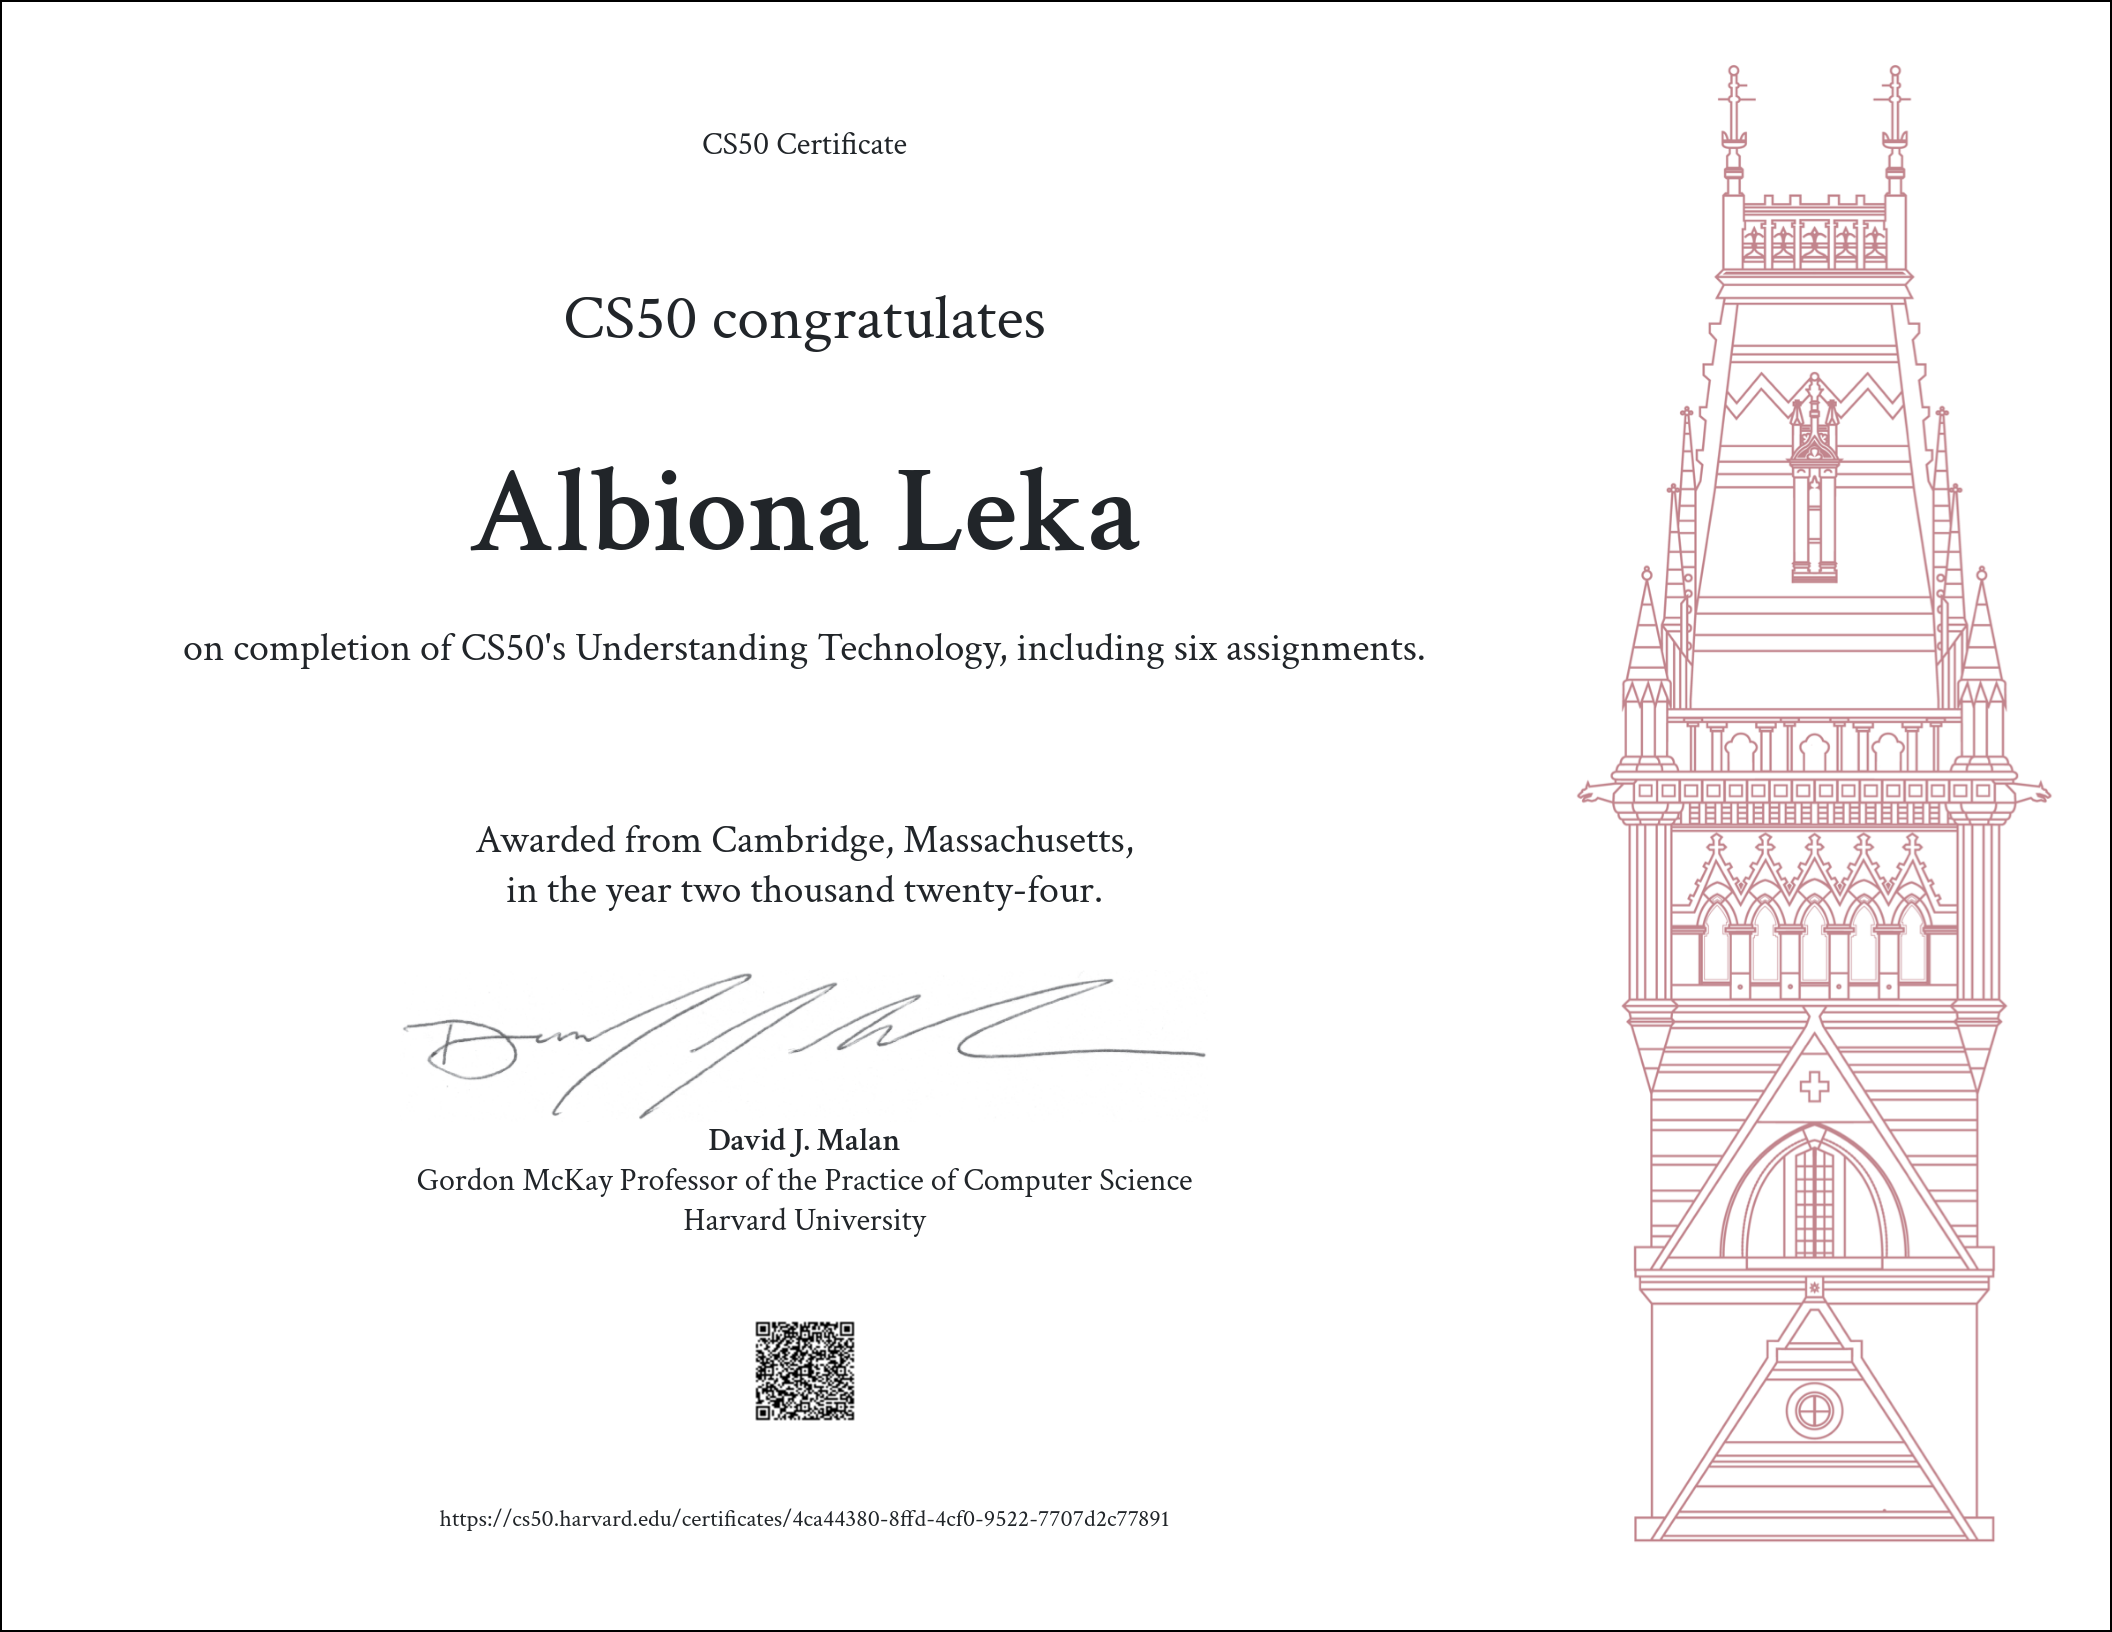 CS50 Certificate
CS50 congratulates
Albiona Leka
on completion of CS50's Understanding Technology, including six assignments.
Awarded from Cambridge, Massachusetts,
in the year two thousand twenty-four.
David J. Malan
Gordon McKay Professor of the Practice of Computer Science
Harvard University
https://cs50.harvard.edu/certificates/4ca44380-8ffd-4cf0-9522-7707d2c77891